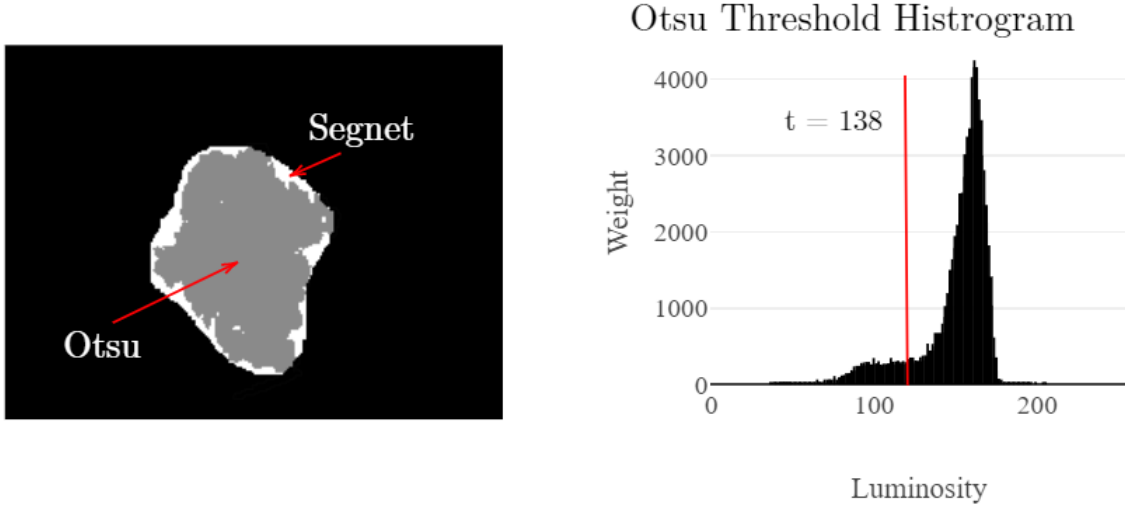 Segnet
Otsu
Otsu Threshold Histrogram
t = 138
Weight
4000
3000
2000
1000
0
0 100 200
Luminosity